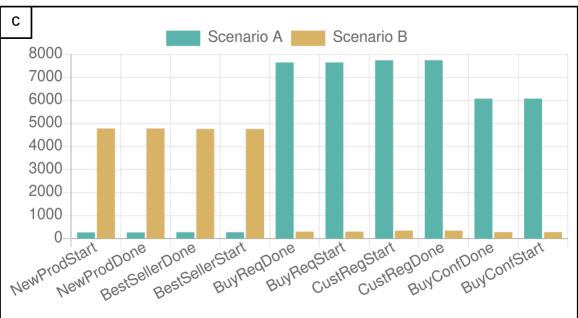 c
Scenario A Scenario B
8000
7000
6000
5000
4000
3000
2000
1000
0
NewProdStart
NewProdDone
BestSellerDone
BestSellerStart
BuyReqDone
BuyReqStart
CustRegStart
CustRegDone
BuyConfDone
BuyConfStart